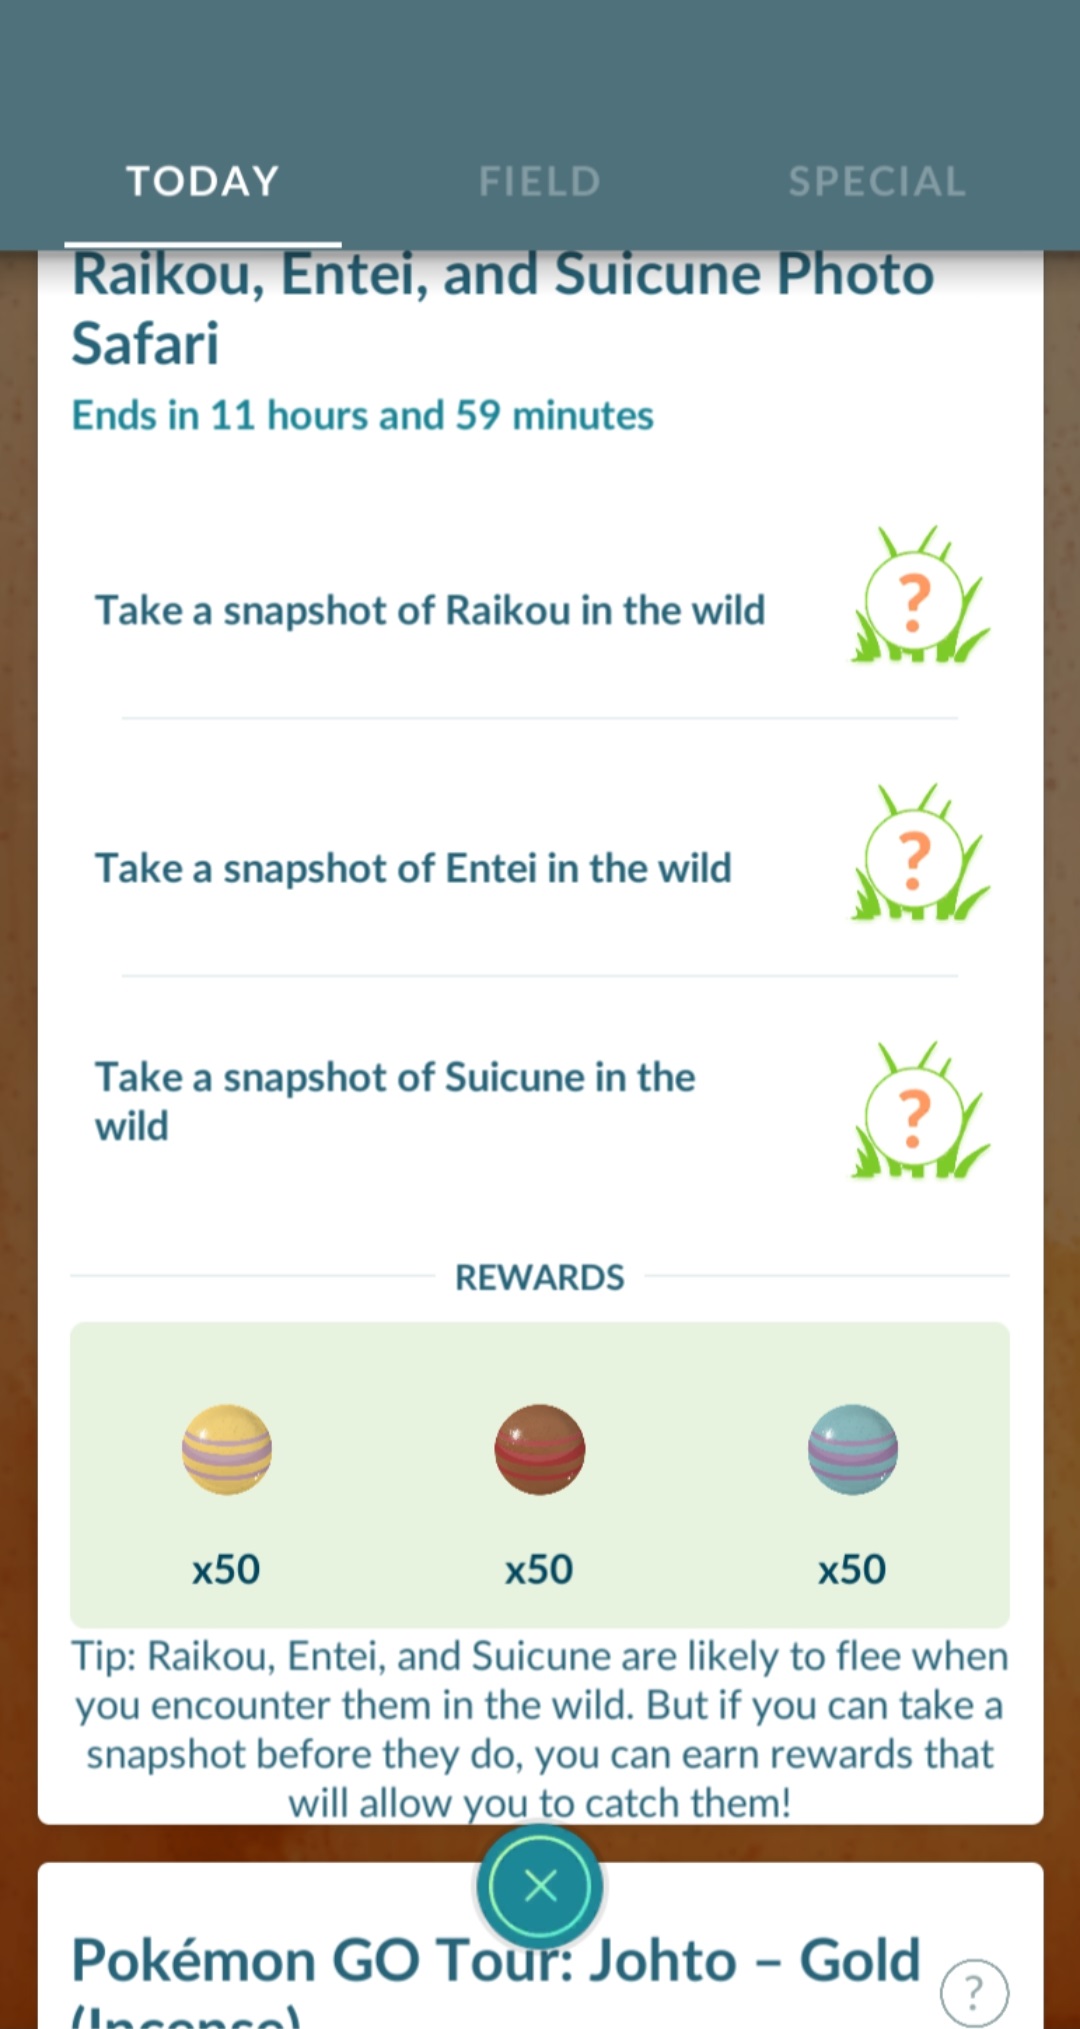 TODAY
FIELD
SPECIAL
Raikou, Entei, and Suicune Photo
Safari
Ends in 11 hours and 59 minutes
Take a snapshot of Raikou in the wild
?
Take a snapshot of Entei in the wild
?
Take a snapshot of Suicune in the
wild
?
REWARDS
x50
x50
x50
Tip: Raikou, Entei, and Suicune are likely to flee when
you encounter them in the wild. But if you can take a
snapshot before they do, you can earn rewards that
will allow you to catch them!
Pokémon GO Tour: Johto – Gold
?
(Incense)